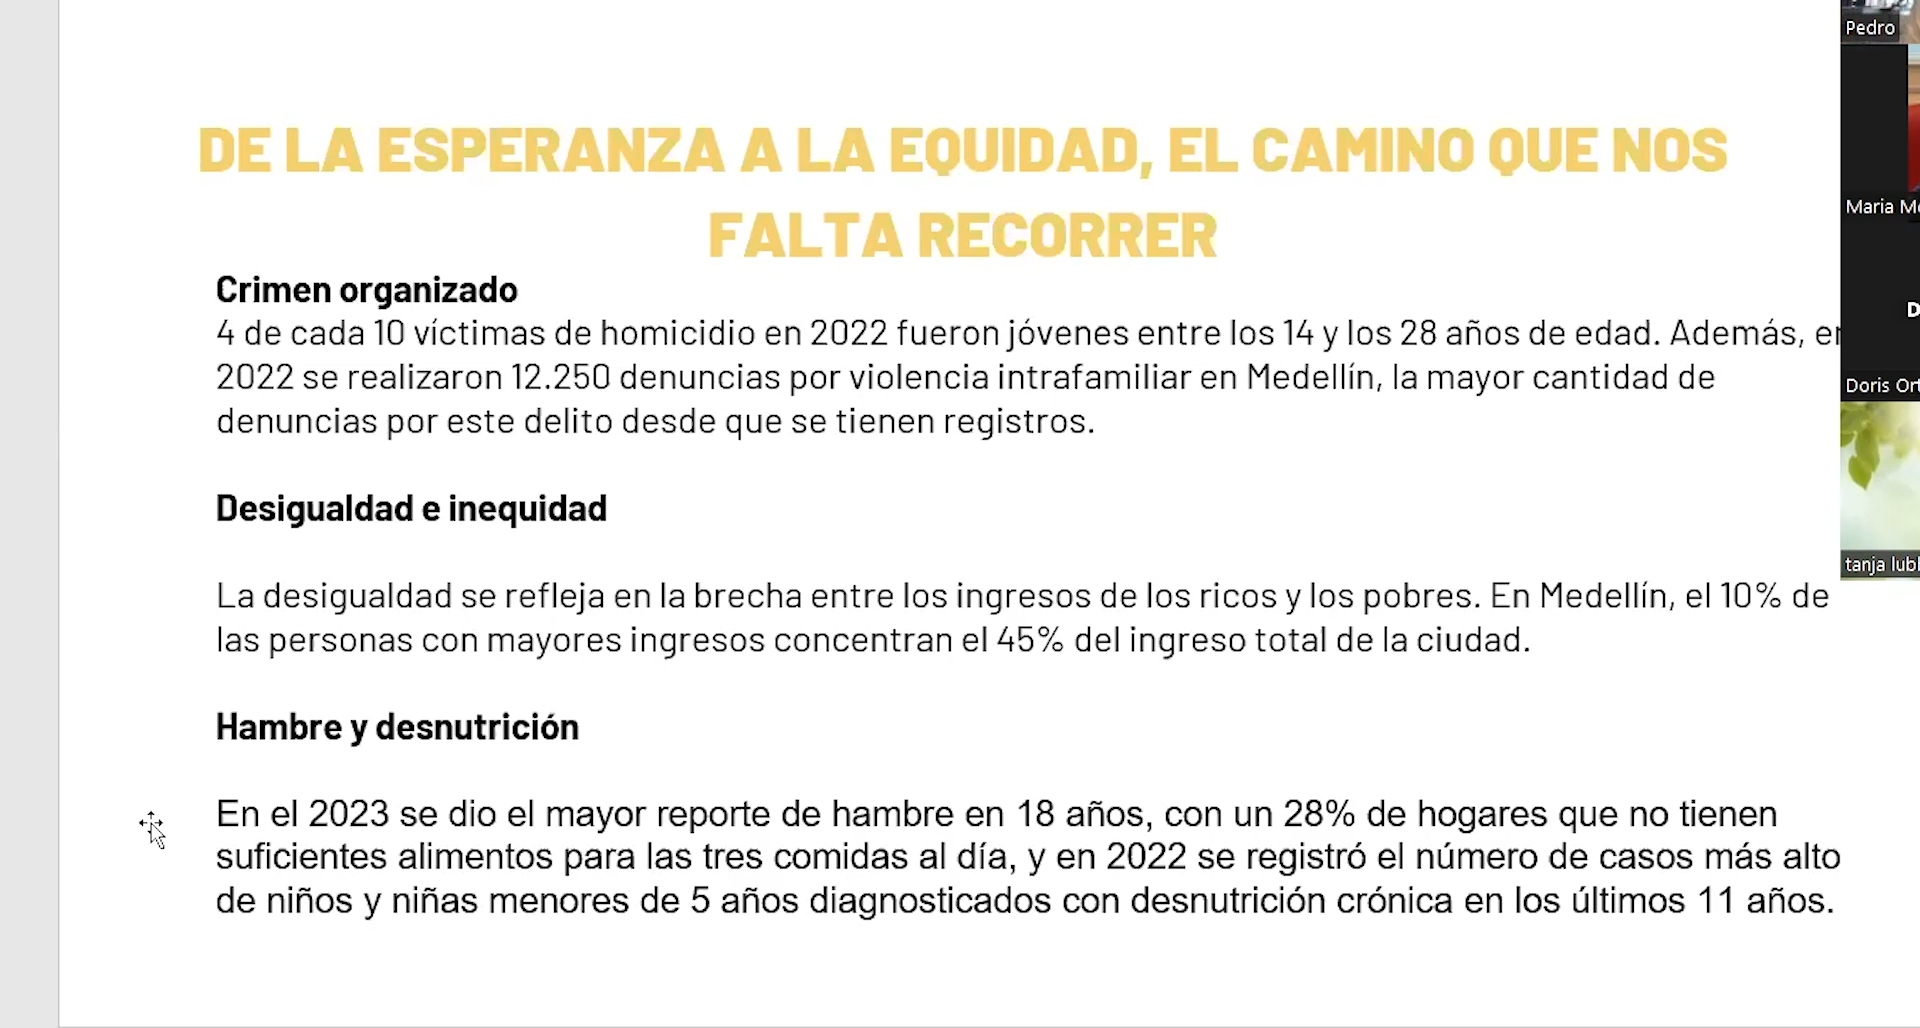 DE LA ESPERANZA A LA EQUIDAD, EL CAMINO QUE NOS
FALTA RECORRER
Crimen organizado
4 de cada 10 víctimas de homicidio en 2022 fueron jóvenes entre los 14 y los 28 años de edad. Además,
2022 se realizaron 12.250 denuncias por violencia intrafamiliar en Medellín, la mayor cantidad de
denuncias por este delito desde que se tienen registros.
Desigualdad e inequidad
La desigualdad se refleja en la brecha entre los ingresos de los ricos y los pobres. En Medellín, el 10% de
las personas con mayores ingresos concentran el 45% del ingreso total de la ciudad.
Hambre y desnutrición
En el 2023 se dio el mayor reporte de hambre en 18 años, con un 28% de hogares que no tienen
suficientes alimentos para las tres comidas al día, y en 2022 se registró el número de casos más alto
de niños y niñas menores de 5 años diagnosticados con desnutrición crónica en los últimos 11 años.
Pedro
Maria
D
Doris
tanja